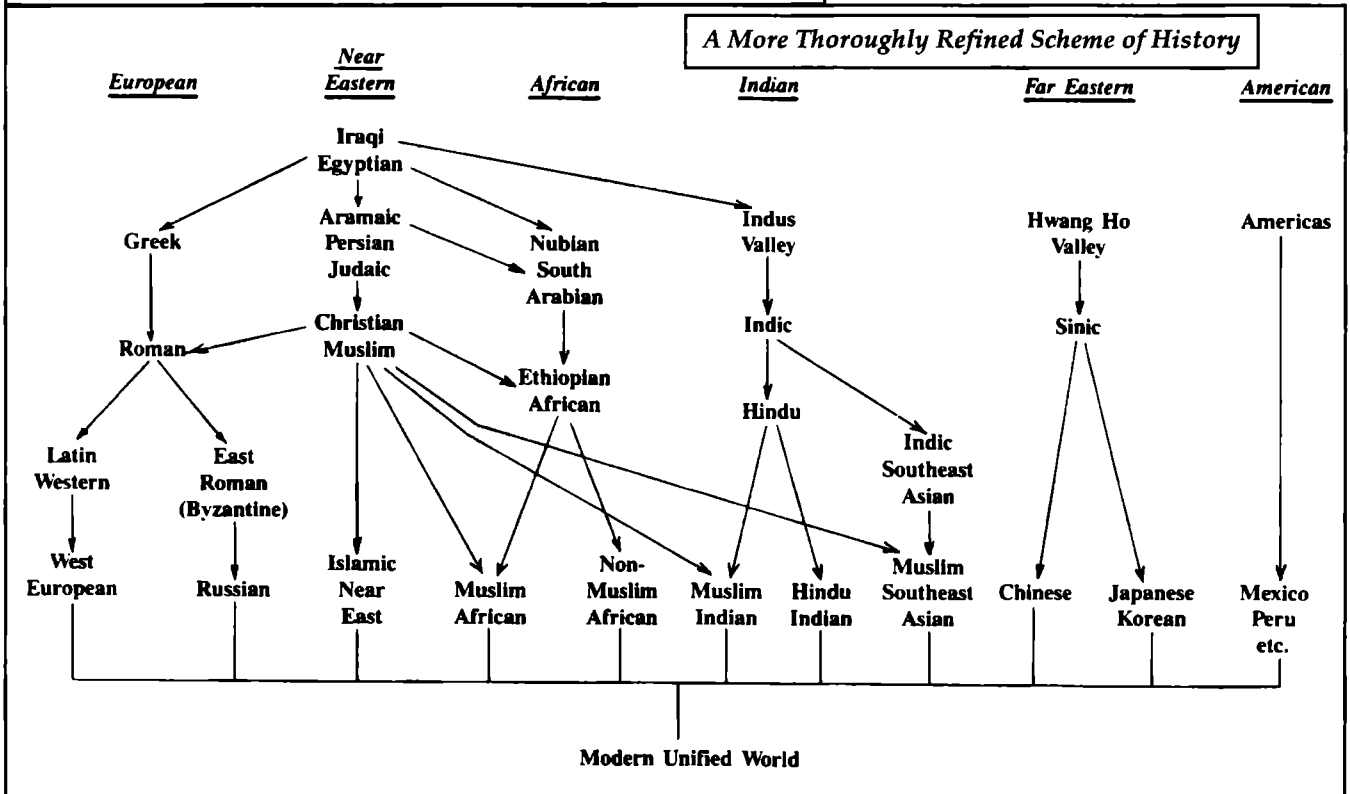 A More Thoroughly Refined Scheme of History
European
Near
Eastern
African
Indian
Far Eastern
American
Iraqi
Egyptian
Greek
Aramaic
Persian
Judaic
Nubian
South
Arabian
Indus
Valley
Hwang Ho
Valley
Americas
Roman
Christian
Muslim
Ethiopian
African
Indic
Sinic
Hindu
Latin
Western
East
Roman
(Byzantine)
Indic
Southeast
Asian
West
European
Russian
Islamic
Near
East
Muslim
African
Non-
Muslim
African
Muslim
Indian
Hindu
Indian
Muslim
Southeast
Asian
Chinese
Japanese
Korean
Mexico
Peru
etc.
Modern Unified World